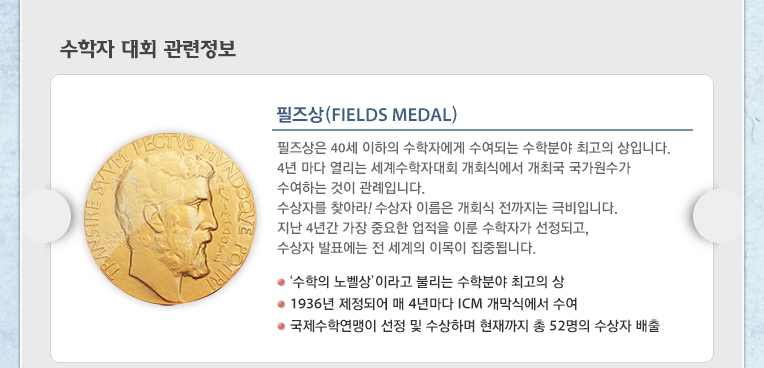 수학자 대회 관련정보
필즈상(FIELDS MEDAL)
필즈상은 40세 이하의 수학자에게 수여되는 수학분야 최고의 상입니다.
4년 마다 열리는 세계수학자대회 개회식에서 개최국 국가원수가
수여하는 것이 관례입니다.
수상자를 찾아라! 수상자 이름은 개회식 전까지는 극비입니다.
지난 4년간 가장 중요한 업적을 이룬 수학자가 선정되고,
수상자 발표에는 전 세계의 이목이 집중됩니다.
‘수학의 노벨상’이라고 불리는 수학분야 최고의 상
1936년 제정되어 매 4년마다 ICM 개막식에서 수여
국제수학연맹이 선정 및 수상하며 현재까지 총 52명의 수상자 배출
TRANSIRE SVVM PECTVS MVNDOQVE POTIRI